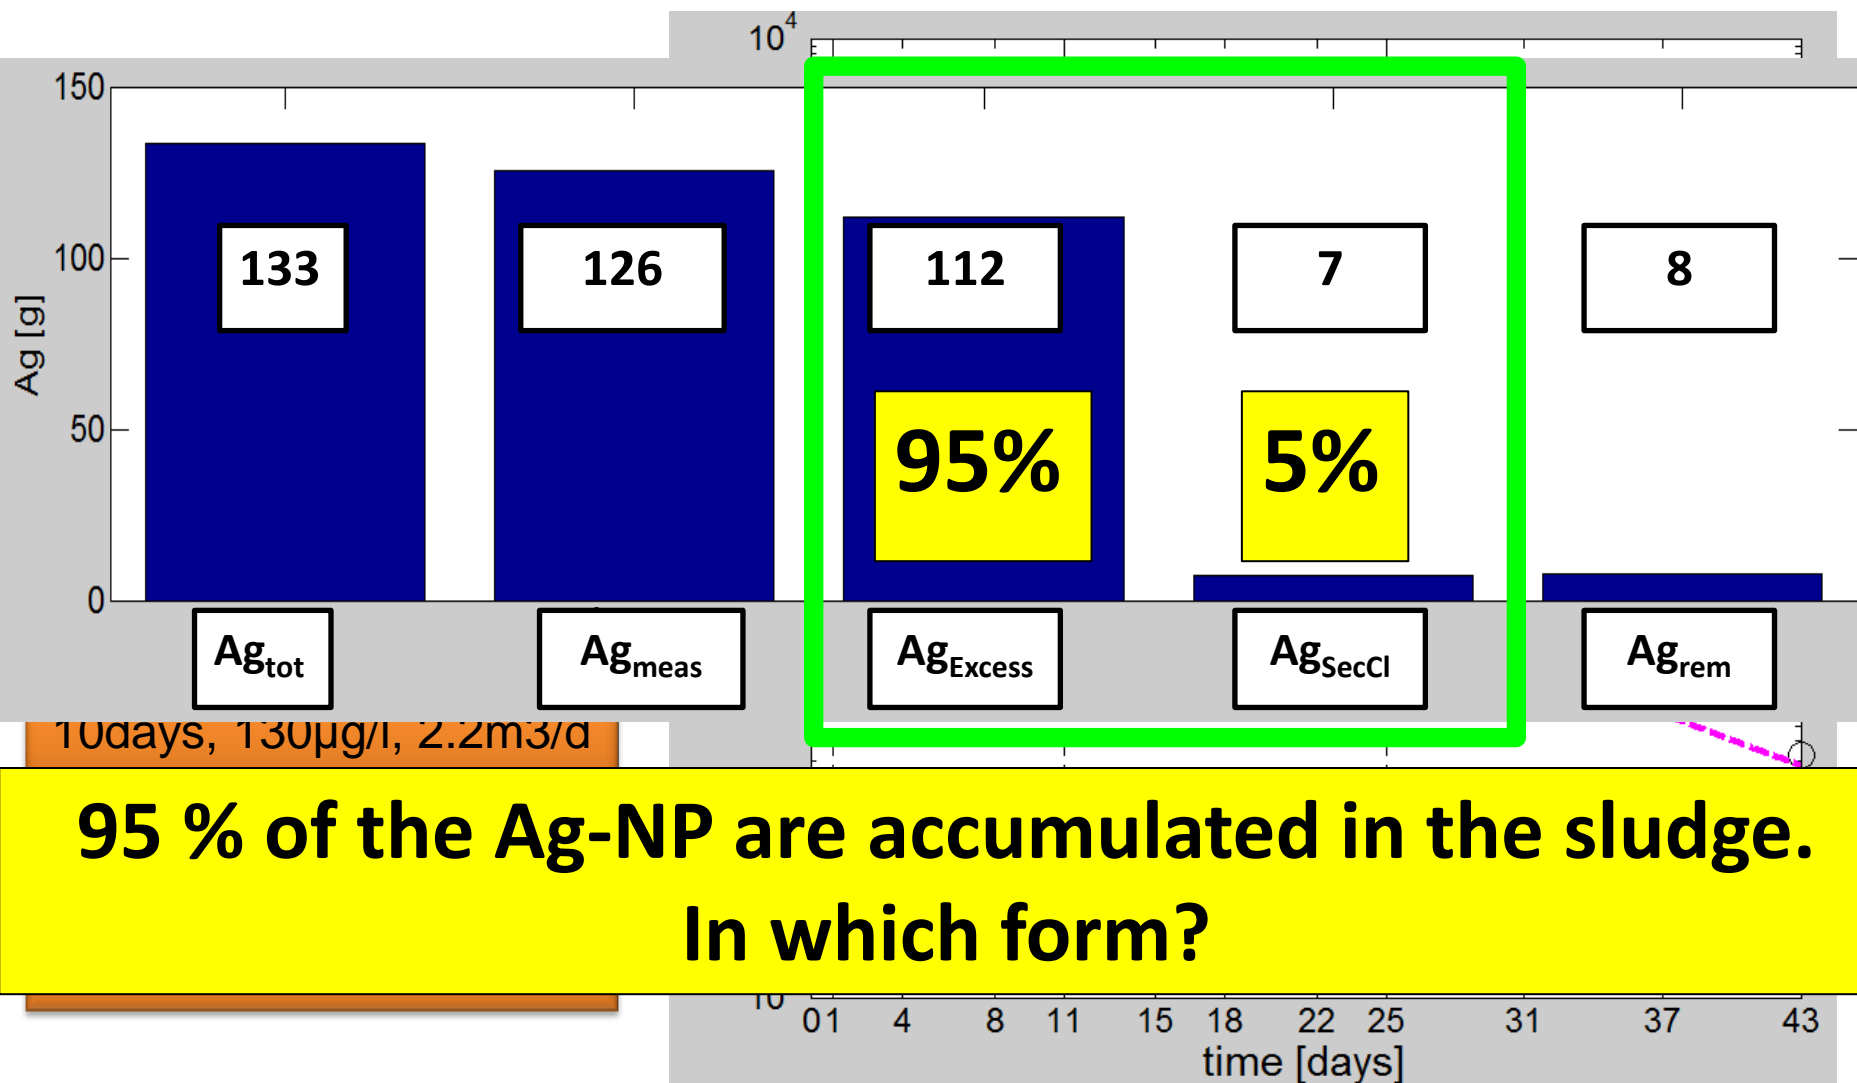 10⁴
150
100
50
0
Ag [g]
133
126
112
7
8
95%
5%
Ag_tot
Ag_meas
Ag_Excess
Ag_SecCl
Ag_rem
10days, 130µg/l, 2.2m3/d
95 % of the Ag-NP are accumulated in the sludge.
In which form?
10
0 1 4 8 11 15 18 22 25 31 37 43
time [days]